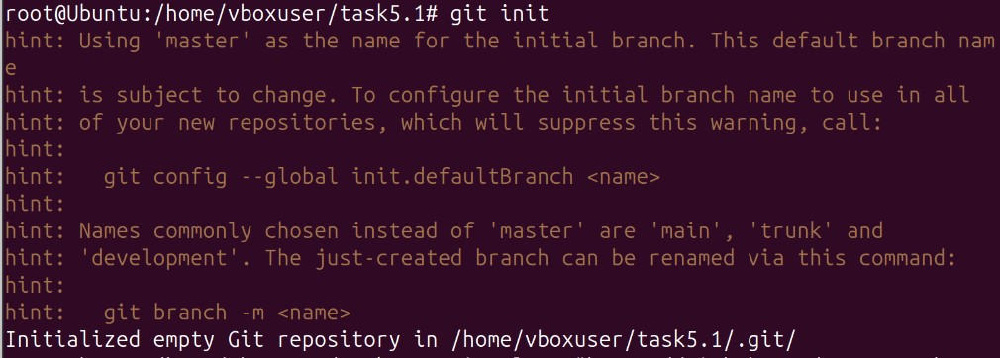 root@Ubuntu:/home/vboxuser/task5.1# git init
hint: Using 'master' as the name for the initial branch. This default branch nam
e
hint: is subject to change. To configure the initial branch name to use in all
hint: of your new repositories, which will suppress this warning, call:
hint:
hint:   git config --global init.defaultBranch <name>
hint:
hint: Names commonly chosen instead of 'master' are 'main', 'trunk' and
hint: 'development'. The just-created branch can be renamed via this command:
hint:
hint:   git branch -m <name>
Initialized empty Git repository in /home/vboxuser/task5.1/.git/